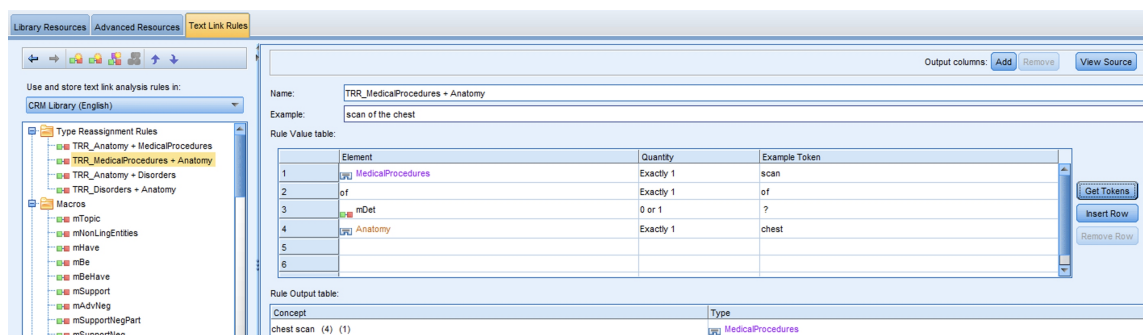 Library Resources Advanced Resources Text Link Rules
Output columns: Add Remove View Source
Use and store text link analysis rules in:
CRM Library (English)
Type Reassignment Rules
TRR_Anatomy + MedicalProcedures
TRR_MedicalProcedures + Anatomy
TRR_Anatomy + Disorders
TRR_Disorders + Anatomy
Macros
mTopic
mNonLingEntities
mHave
mBe
mBeHave
mSupport
mAdvNeg
mSupportNegPart
mSupportNeg
Name: TRR_MedicalProcedures + Anatomy
Example: scan of the chest
Rule Value table:
Element Quantity Example Token
1 MedicalProcedures Exactly 1 scan
2 of Exactly 1 of
3 mDet 0 or 1 ?
4 Anatomy Exactly 1 chest
5
6
Get Tokens
Insert Row
Remove Row
Rule Output table:
Concept Type
chest scan (4) (1) MedicalProcedures